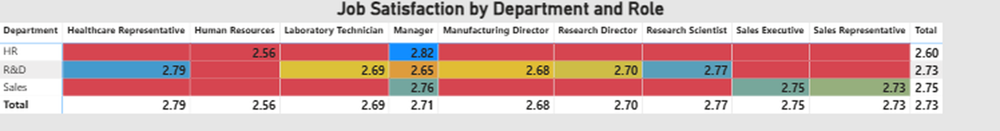 Job Satisfaction by Department and Role
Department Healthcare Representative Human Resources Laboratory Technician Manager Manufacturing Director Research Director Research Scientist Sales Executive Sales Representative Total
HR 2.56 2.82 2.60
R&D 2.79 2.69 2.65 2.68 2.70 2.77 2.73
Sales 2.76 2.75 2.73 2.75
Total 2.79 2.56 2.69 2.71 2.68 2.70 2.77 2.75 2.73 2.73